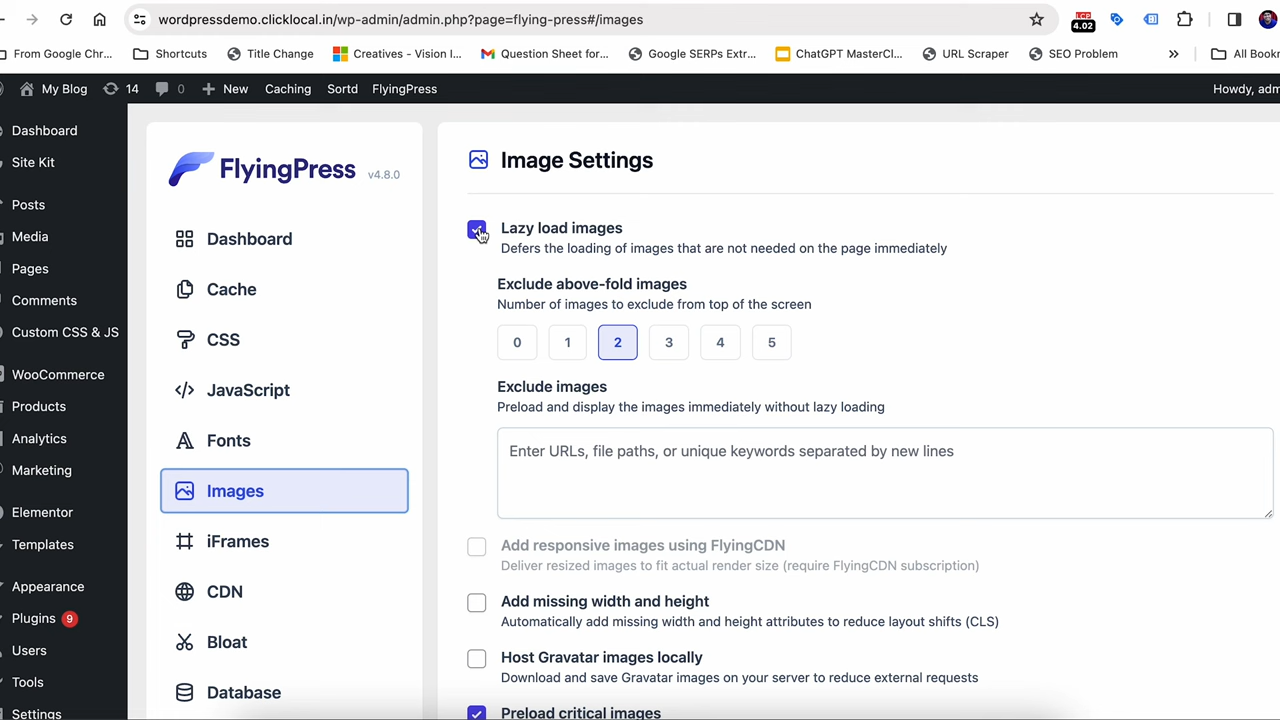 wordpressdemo.clicklocal.in/wp-admin/admin.php?page=flying-press#/images
LCP
4.02
From Google Chr...
Shortcuts
Title Change
Creatives - Vision I...
Question Sheet for...
Google SERPs Extr...
ChatGPT MasterCl...
URL Scraper
SEO Problem
»
All Bookr
My Blog
14
0
New
Caching
Sortd
FlyingPress
Howdy, adm
Dashboard
Site Kit
Posts
Media
Pages
Comments
Custom CSS & JS
WooCommerce
Products
Analytics
Marketing
Elementor
Templates
Appearance
Plugins 9
Users
Tools
Settings
FlyingPress v4.8.0
Dashboard
Cache
CSS
JavaScript
Fonts
Images
iFrames
CDN
Bloat
Database
Image Settings
Lazy load images
Defers the loading of images that are not needed on the page immediately
Exclude above-fold images
Number of images to exclude from top of the screen
0 1 2 3 4 5
Exclude images
Preload and display the images immediately without lazy loading
Enter URLs, file paths, or unique keywords separated by new lines
Add responsive images using FlyingCDN
Deliver resized images to fit actual render size (require FlyingCDN subscription)
Add missing width and height
Automatically add missing width and height attributes to reduce layout shifts (CLS)
Host Gravatar images locally
Download and save Gravatar images on your server to reduce external requests
Preload critical images